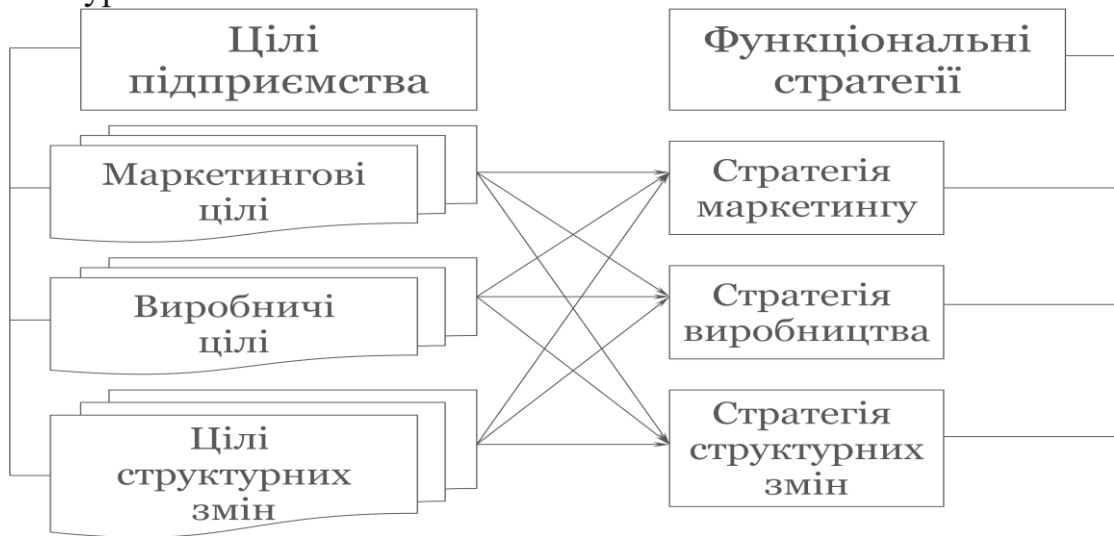 Цілі
підприємства
Функціональні
стратегії
Маркетингові
цілі
Стратегія
маркетингу
Виробничі
цілі
Стратегія
виробництва
Цілі
структурних
змін
Стратегія
структурних
змін